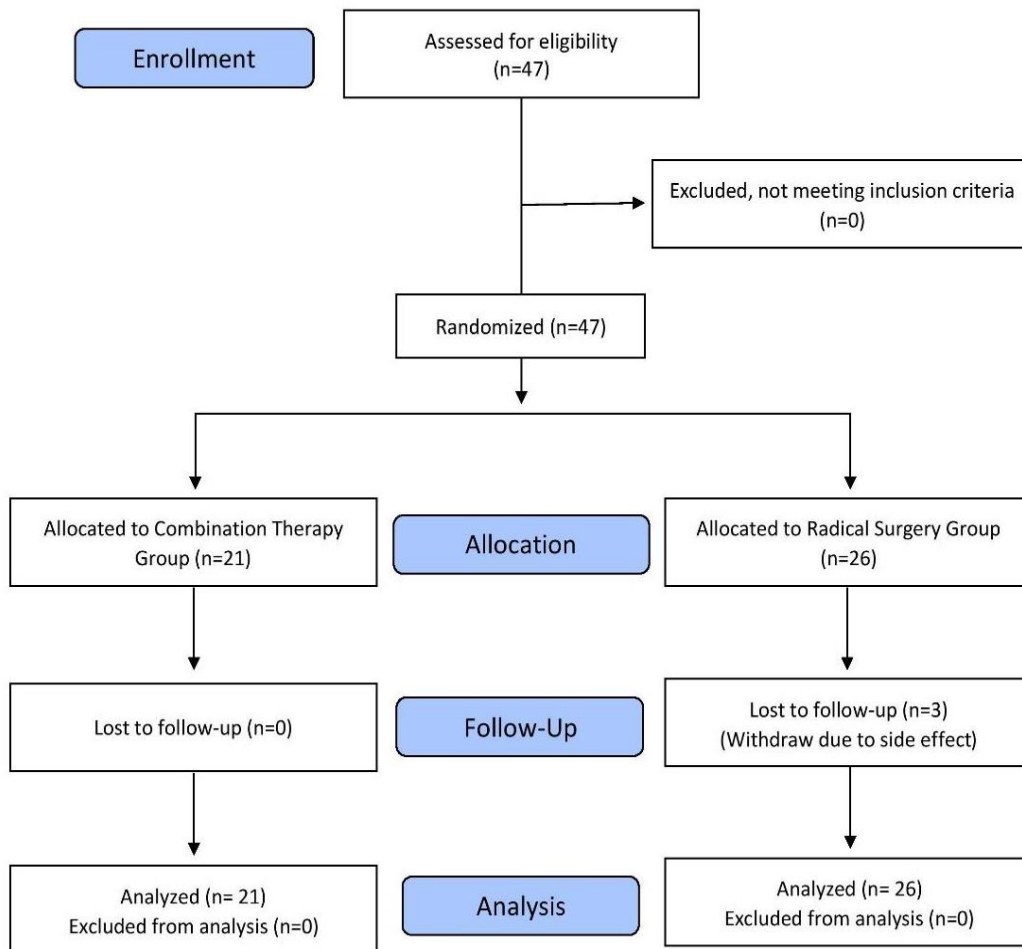 Enrollment
Assessed for eligibility
(n=47)
Excluded, not meeting inclusion criteria
(n=0)
Randomized (n=47)
Allocated to Combination Therapy
Group (n=21)
Allocation
Allocated to Radical Surgery Group
(n=26)
Lost to follow-up (n=0)
Follow-Up
Lost to follow-up (n=3)
(Withdraw due to side effect)
Analyzed (n= 21)
Excluded from analysis (n=0)
Analysis
Analyzed (n= 26)
Excluded from analysis (n=0)